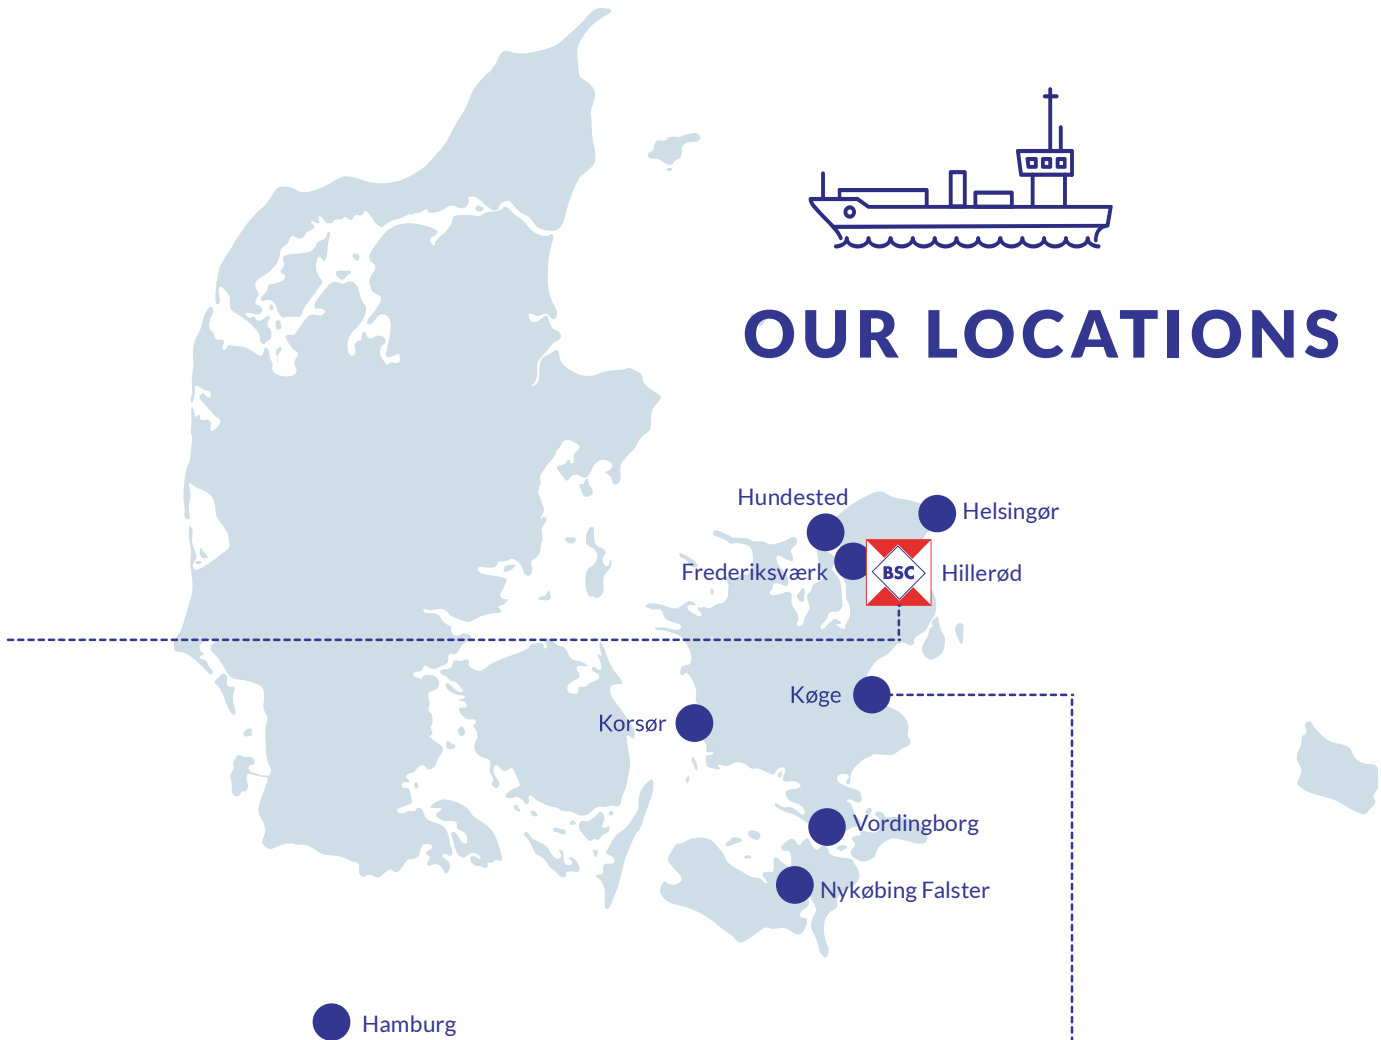 OUR LOCATIONS
Hundested
Helsingør
Frederiksværk
BSC
Hillerød
Køge
Korsør
Vordingborg
Nykøbing Falster
Hamburg